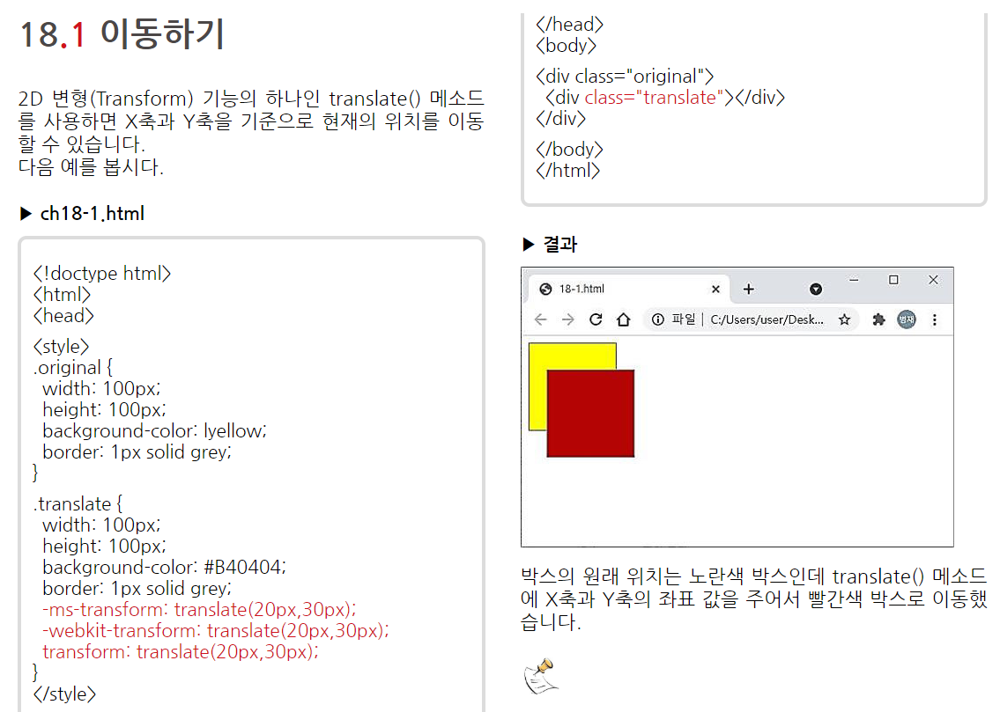 18.1 이동하기
2D 변형(Transform) 기능의 하나인 translate() 메소드
를 사용하면 X축과 Y축을 기준으로 현재의 위치를 이동
할 수 있습니다.
다음 예를 봅시다.
▶ ch18-1.html
<!doctype html>
<html>
<head>
<style>
.original {
width: 100px;
height: 100px;
background-color: lyellow;
border: 1px solid grey;
}
.translate {
width: 100px;
height: 100px;
background-color: #B40404;
border: 1px solid grey;
-ms-transform: translate(20px,30px);
-webkit-transform: translate(20px,30px);
transform: translate(20px,30px);
}
</style>
</head>
<body>
<div class="original">
<div class="translate"></div>
</div>
</body>
</html>
▶ 결과
18-1.html
파일 | C:/Users/user/Desk...
병재
박스의 원래 위치는 노란색 박스인데 translate() 메소드
에 X축과 Y축의 좌표 값을 주어서 빨간색 박스로 이동했
습니다.